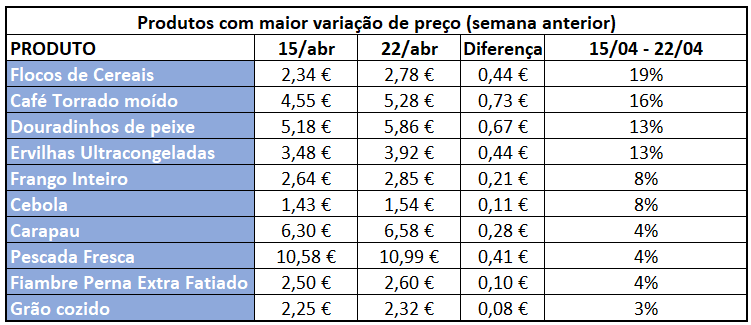 Produtos com maior variação de preço (semana anterior)
PRODUTO 15/abr 22/abr Diferença 15/04 - 22/04
Flocos de Cereais 2,34 € 2,78 € 0,44 € 19%
Café Torrado moído 4,55 € 5,28 € 0,73 € 16%
Douradinhos de peixe 5,18 € 5,86 € 0,67 € 13%
Ervilhas Ultracongeladas 3,48 € 3,92 € 0,44 € 13%
Frango Inteiro 2,64 € 2,85 € 0,21 € 8%
Cebola 1,43 € 1,54 € 0,11 € 8%
Carapau 6,30 € 6,58 € 0,28 € 4%
Pescada Fresca 10,58 € 10,99 € 0,41 € 4%
Fiambre Perna Extra Fatiado 2,50 € 2,60 € 0,10 € 4%
Grão cozido 2,25 € 2,32 € 0,08 € 3%